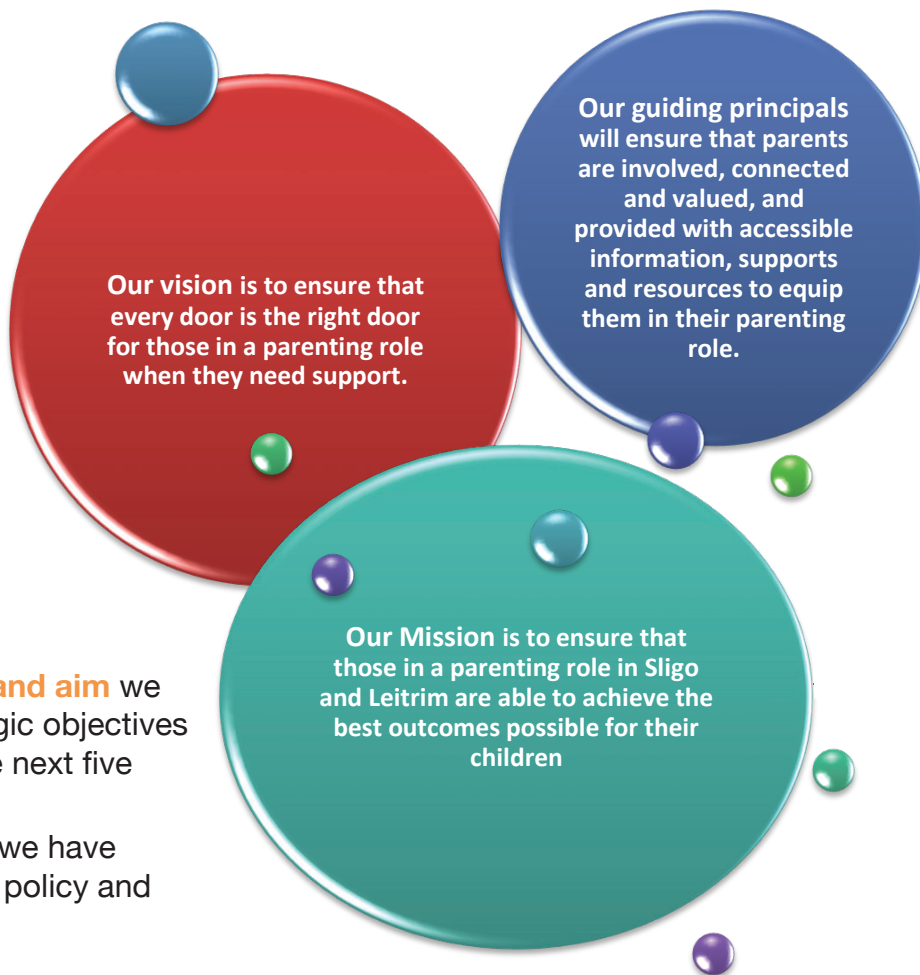 Our guiding principals
will ensure that parents
are involved, connected
and valued, and
provided with accessible
information, supports
and resources to equip
them in their parenting
role.
Our vision is to ensure that
every door is the right door
for those in a parenting role
when they need support.
Our Mission is to ensure that
those in a parenting role in Sligo
and Leitrim are able to achieve the
best outcomes possible for their
children
and aim we
gic objectives
e next five
we have
policy and